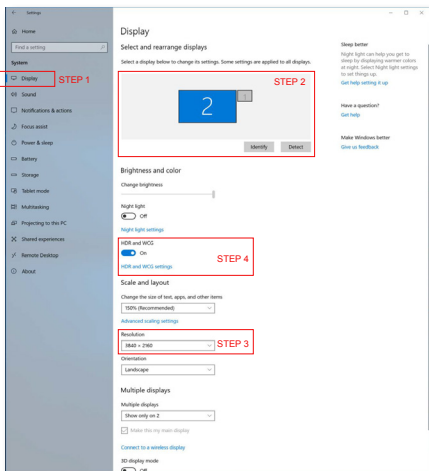 Settings
Home
Find a setting
System
Display
STEP 1
Sound
Notifications & actions
Focus assist
Power & sleep
Battery
Storage
Tablet mode
Multitasking
Projecting to this PC
Shared experiences
Remote Desktop
About
Display
Select and rearrange displays
Select a display below to change its settings. Some settings are applied to all displays.
STEP 2
2
1
Identify
Detect
Brightness and color
Change brightness
Night light
Off
Night light settings
HDR and WCG
On
STEP 4
HDR and WCG settings
Scale and layout
Change the size of text, apps, and other items
150% (Recommended)
Advanced scaling settings
Resolution
3840 × 2160
STEP 3
Orientation
Landscape
Multiple displays
Multiple displays
Show only on 2
Make this my main display
Connect to a wireless display
3D display mode
Off
Sleep better
Night light can help you get to
sleep by displaying warmer colors
at night. Select Night light settings
to set things up.
Get help setting it up
Have a question?
Get help
Make Windows better
Give us feedback